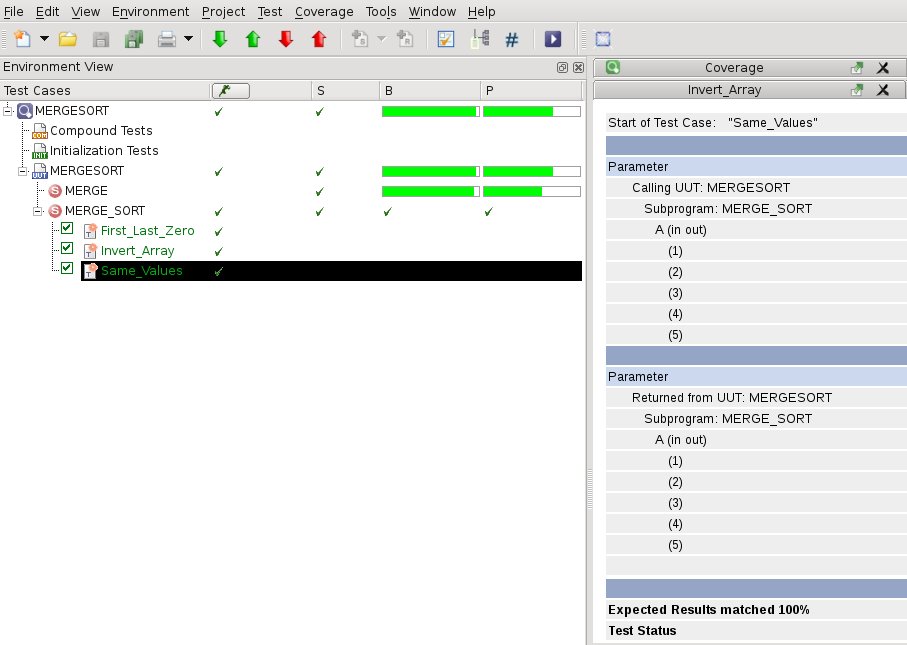 File Edit View Environment Project Test Coverage Tools Window Help
Environment View
Test Cases S B P
MERGESORT
Compound Tests
Initialization Tests
MERGESORT
MERGE
MERGE_SORT
First_Last_Zero
Invert_Array
Same_Values
Coverage
Invert_Array
Start of Test Case: "Same_Values"
Parameter
Calling UUT: MERGESORT
Subprogram: MERGE_SORT
A (in out)
(1)
(2)
(3)
(4)
(5)
Parameter
Returned from UUT: MERGESORT
Subprogram: MERGE_SORT
A (in out)
(1)
(2)
(3)
(4)
(5)
Expected Results matched 100%
Test Status